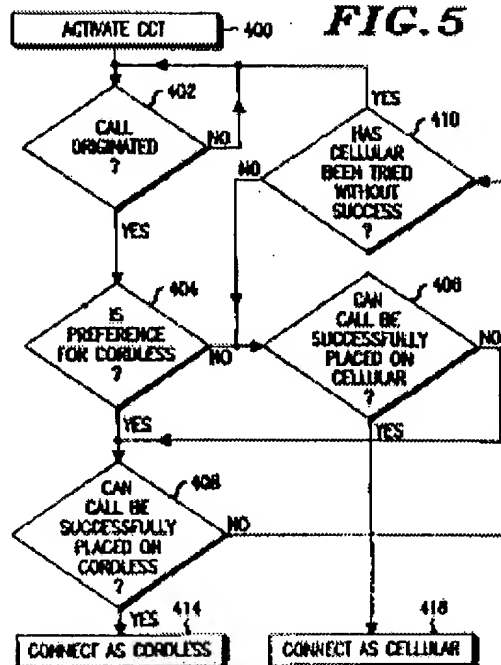 FIG. 5
ACTIVATE CCT
400
402
CALL
ORIGINATED
?
NO
YES
YES
410
HAS
CELLULAR
BEEN TRIED
WITHOUT
SUCCESS
?
NO
404
IS
PREFERENCE
FOR CORDLESS
?
NO
YES
406
CAN
CALL BE
SUCCESSFULLY
PLACED ON
CELLULAR
?
NO
YES
408
CAN
CALL BE
SUCCESSFULLY
PLACED ON
CORDLESS
?
NO
YES
414
CONNECT AS CORDLESS
418
CONNECT AS CELLULAR